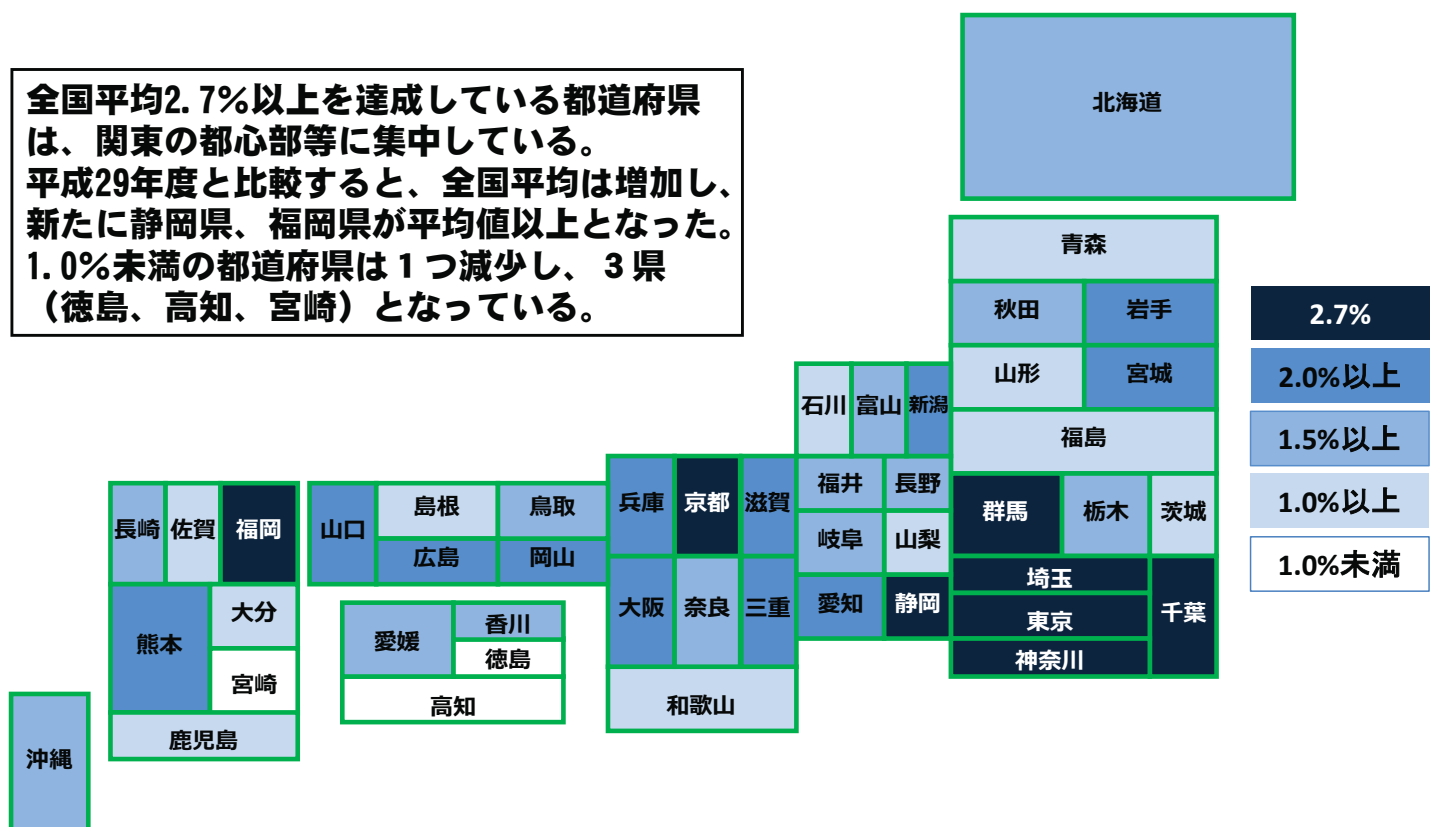 全国平均2.7%以上を達成している都道府県
は、関東の都心部等に集中している。
平成29年度と比較すると、全国平均は増加し、
新たに静岡県、福岡県が平均値以上となった。
1.0%未満の都道府県は１つ減少し、３県
（徳島、高知、宮崎）となっている。
北海道
青森
秋田
岩手
山形
宮城
福島
石川
富山
新潟
福井
長野
岐阜
山梨
愛知
静岡
群馬
栃木
茨城
埼玉
東京
神奈川
千葉
兵庫
京都
滋賀
大阪
奈良
三重
和歌山
山口
島根
鳥取
広島
岡山
愛媛
香川
徳島
高知
長崎
佐賀
福岡
熊本
大分
宮崎
鹿児島
沖縄
2.7%
2.0%以上
1.5%以上
1.0%以上
1.0%未満